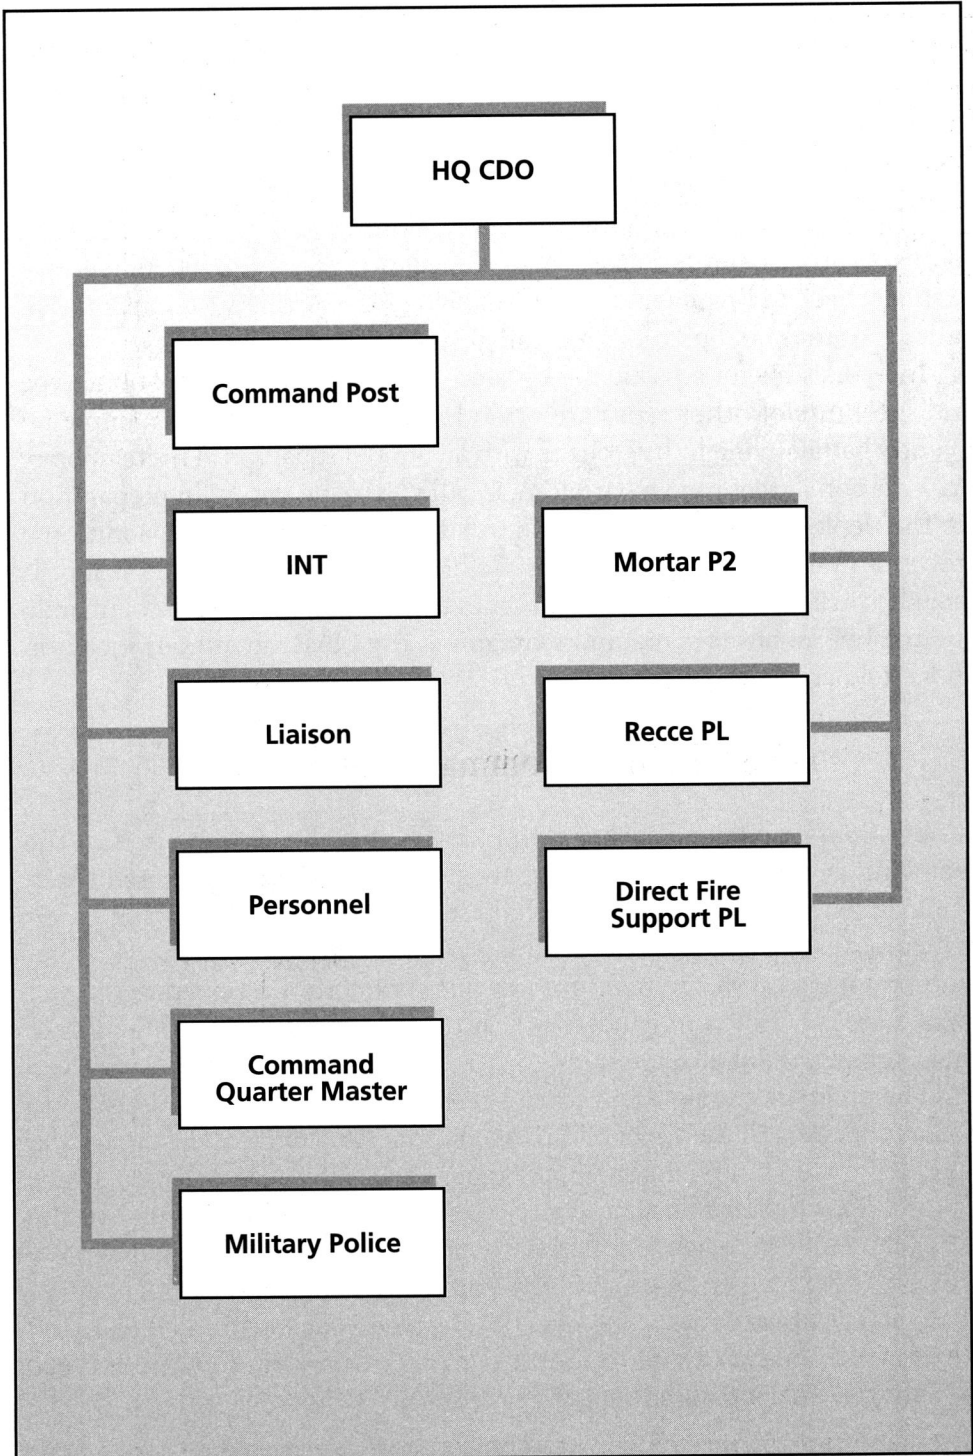 HQ CDO
Command Post
INT
Liaison
Personnel
Command
Quarter Master
Military Police
Mortar P2
Recce PL
Direct Fire
Support PL